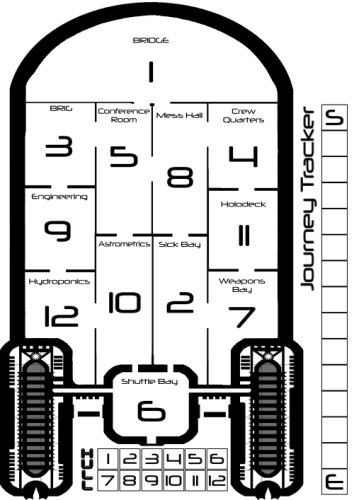 BRIDGE
1
BRIG
3
Conference
Room
5
Mess Hall
8
Crew
Quarters
4
Engineering
9
Holodeck
11
Astrometrics
10
Sick Bay
2
Hydroponics
12
Weapons
Bay
7
Shuttle Bay
6
Journey Tracker
S
E
HULL
1 2 3 4 5 6
7 8 9 10 11 12